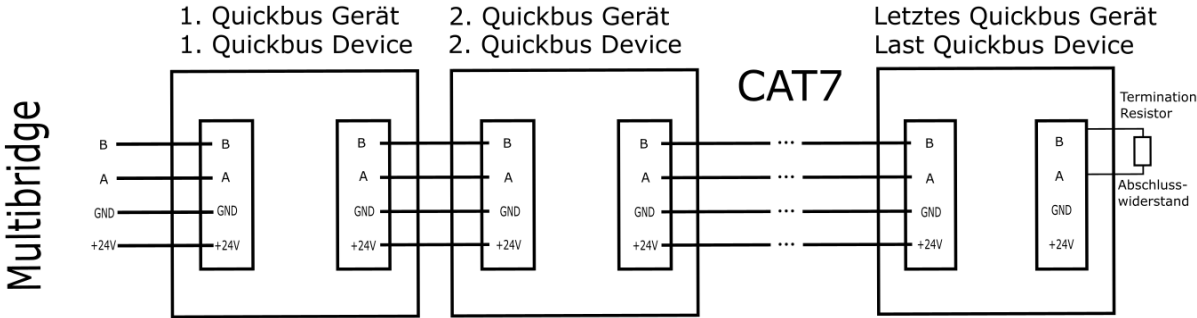 1. Quickbus Gerät
1. Quickbus Device
2. Quickbus Gerät
2. Quickbus Device
Letztes Quickbus Gerät
Last Quickbus Device
CAT7
Multibridge
Termination
Resistor
B B B B B ... B B
A A A A A ... A A
GND GND GND GND GND ... GND GND
+24V +24V +24V +24V +24V ... +24V +24V
Abschluss-
widerstand